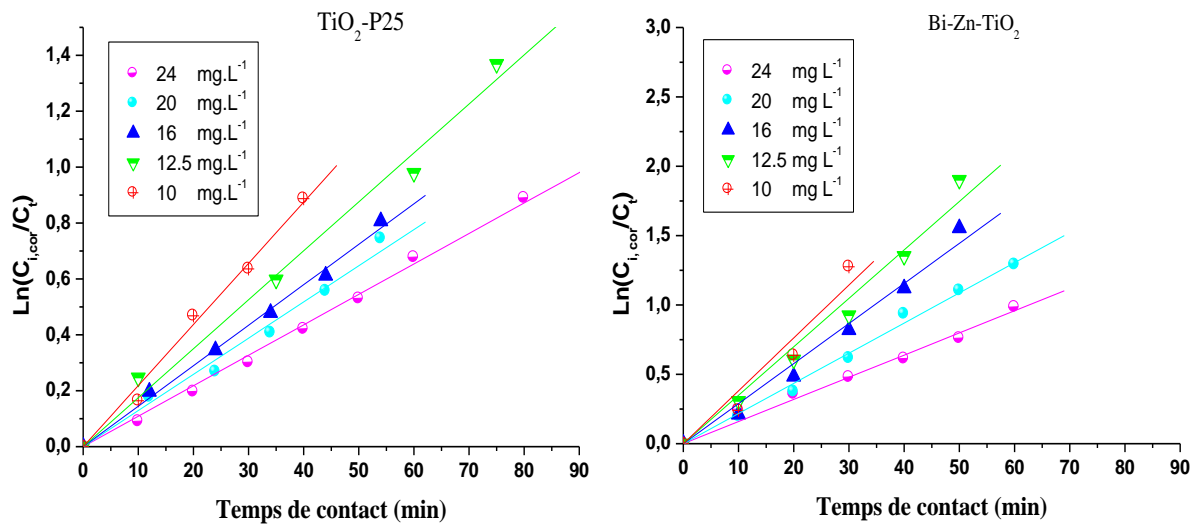 TiO₂-P25
Ln(C_{i,cor}/C_t)
1,4
1,2
1,0
0,8
0,6
0,4
0,2
0,0
24 mg.L⁻¹
20 mg.L⁻¹
16 mg.L⁻¹
12.5 mg.L⁻¹
10 mg.L⁻¹
0 10 20 30 40 50 60 70 80 90
Temps de contact (min)
Bi-Zn-TiO₂
Ln(C_{i,cor}/C_t)
3,0
2,5
2,0
1,5
1,0
0,5
0,0
24 mg L⁻¹
20 mg L⁻¹
16 mg L⁻¹
12.5 mg L⁻¹
10 mg L⁻¹
0 10 20 30 40 50 60 70 80 90
Temps de contact (min)